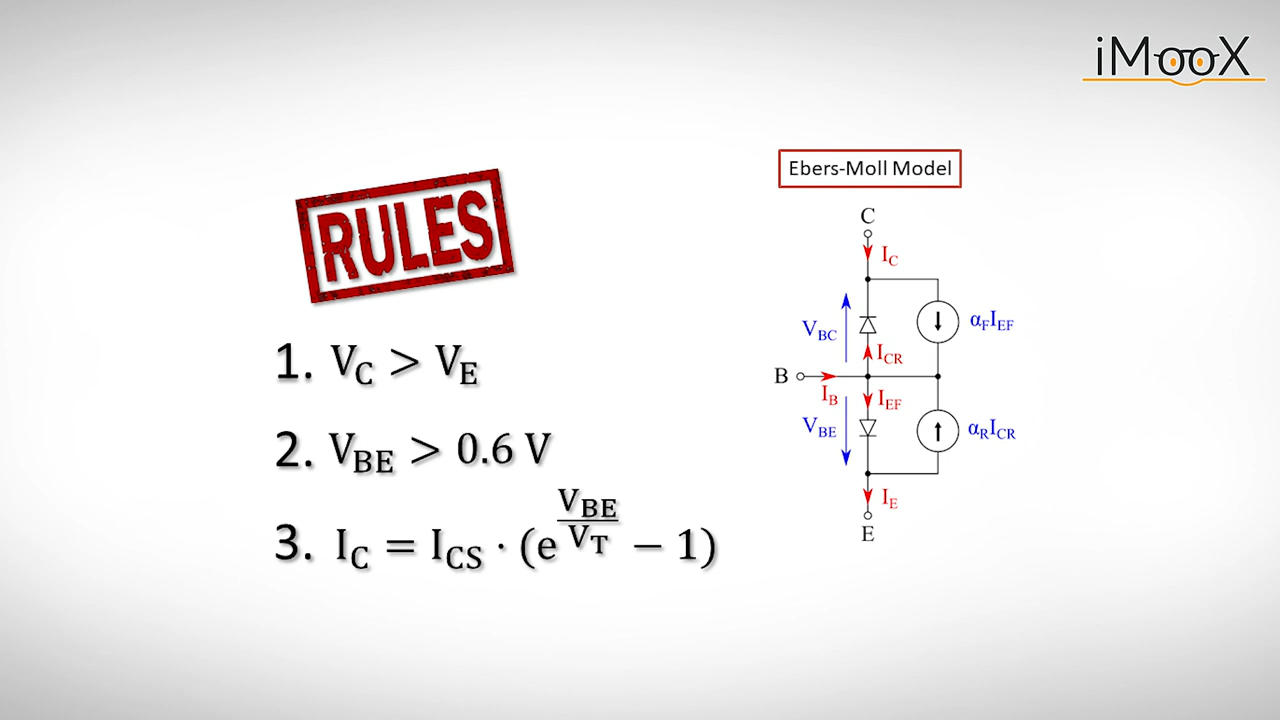 iMooX
Ebers-Moll Model
RULES
1. V_C > V_E
2. V_BE > 0.6 V
3. I_C = I_CS · (e^(V_BE/V_T) − 1)
C
I_C
V_BC
α_F I_EF
I_CR
B
I_B
I_EF
V_BE
α_R I_CR
I_E
E